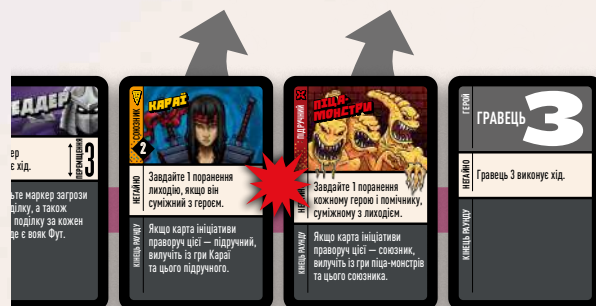 ЕДДЕР
ер
є хід.
ПЕРЕМІЩЕННЯ
3
ьте маркер загрози
ділку, а також
поділку за кожен
де є вояк Фут.
СОЮЗНИК
2
КАРАЇ
НЕГАЙНО
Завдайте 1 поранення
лиходію, якщо він
суміжний з героєм.
КІНЕЦЬ РАУНДУ
Якщо карта ініціативи
праворуч цієї — підручний,
вилучіть із гри Караї
та цього підручного.
ПІДРУЧНИЙ
ПІЦА-
МОНСТРИ
НЕГАЙНО
Завдайте 1 поранення
кожному герою і помічнику,
суміжному з лиходієм.
КІНЕЦЬ РАУНДУ
Якщо карта ініціативи
праворуч цієї — союзник,
вилучіть із гри піца-монстрів
та цього союзника.
ГЕРОЙ
ГРАВЕЦЬ 3
НЕГАЙНО
Гравець 3 виконує хід.
КІНЕЦЬ РАУНДУ